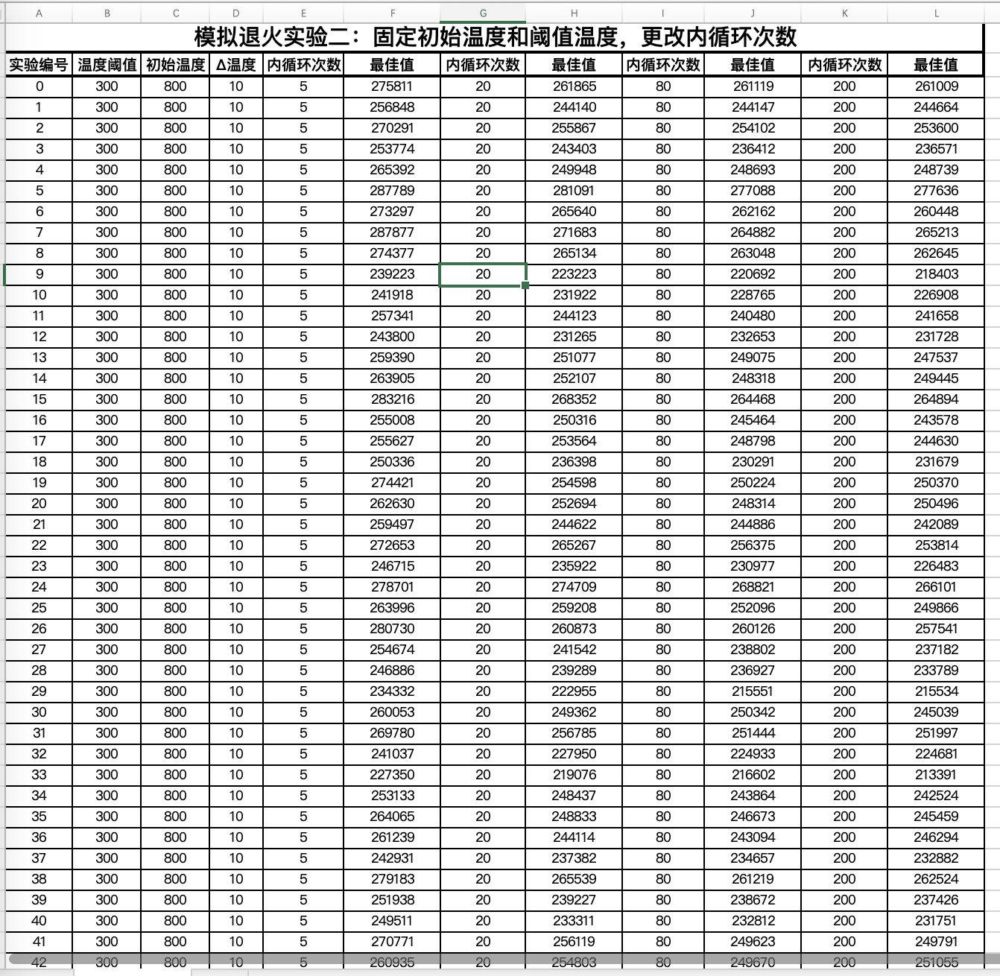 A B C D E F G H I J K L
模拟退火实验二：固定初始温度和阈值温度，更改内循环次数
实验编号 温度阈值 初始温度 Δ温度 内循环次数 最佳值 内循环次数 最佳值 内循环次数 最佳值 内循环次数 最佳值
0 300 800 10 5 275811 20 261865 80 261119 200 261009
1 300 800 10 5 256848 20 244140 80 244147 200 244664
2 300 800 10 5 270291 20 255867 80 254102 200 253600
3 300 800 10 5 253774 20 243403 80 236412 200 236571
4 300 800 10 5 265392 20 249948 80 248693 200 248739
5 300 800 10 5 287789 20 281091 80 277088 200 277636
6 300 800 10 5 273297 20 265640 80 262162 200 260448
7 300 800 10 5 287877 20 271683 80 264882 200 265213
8 300 800 10 5 274377 20 265134 80 263048 200 262645
9 300 800 10 5 239223 20 223223 80 220692 200 218403
10 300 800 10 5 241918 20 231922 80 228765 200 226908
11 300 800 10 5 257341 20 244123 80 240480 200 241658
12 300 800 10 5 243800 20 231265 80 232653 200 231728
13 300 800 10 5 259390 20 251077 80 249075 200 247537
14 300 800 10 5 263905 20 252107 80 248318 200 249445
15 300 800 10 5 283216 20 268352 80 264468 200 264894
16 300 800 10 5 255008 20 250316 80 245464 200 243578
17 300 800 10 5 255627 20 253564 80 248798 200 244630
18 300 800 10 5 250336 20 236398 80 230291 200 231679
19 300 800 10 5 274421 20 254598 80 250224 200 250370
20 300 800 10 5 262630 20 252694 80 248314 200 250496
21 300 800 10 5 259497 20 244622 80 244886 200 242089
22 300 800 10 5 272653 20 265267 80 256375 200 253814
23 300 800 10 5 246715 20 235922 80 230977 200 226483
24 300 800 10 5 278701 20 274709 80 268821 200 266101
25 300 800 10 5 263996 20 259208 80 252096 200 249866
26 300 800 10 5 280730 20 260873 80 260126 200 257541
27 300 800 10 5 254674 20 241542 80 238802 200 237182
28 300 800 10 5 246886 20 239289 80 236927 200 233789
29 300 800 10 5 234332 20 222955 80 215551 200 215534
30 300 800 10 5 260053 20 249362 80 250342 200 245039
31 300 800 10 5 269780 20 256785 80 251444 200 251997
32 300 800 10 5 241037 20 227950 80 224933 200 224681
33 300 800 10 5 227350 20 219076 80 216602 200 213391
34 300 800 10 5 253133 20 248437 80 243864 200 242524
35 300 800 10 5 264065 20 248833 80 246673 200 245459
36 300 800 10 5 261239 20 244114 80 243094 200 246294
37 300 800 10 5 242931 20 237382 80 234657 200 232882
38 300 800 10 5 279183 20 265539 80 261219 200 262524
39 300 800 10 5 251938 20 239227 80 238672 200 237426
40 300 800 10 5 249511 20 233311 80 232812 200 231751
41 300 800 10 5 270771 20 256119 80 249623 200 249791
42 300 800 10 5 260935 20 254803 80 249670 200 251055